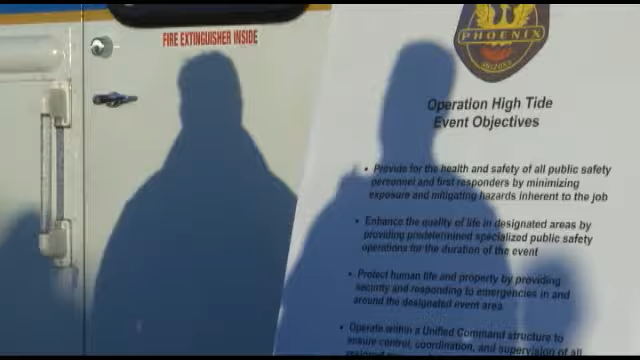 FIRE EXTINGUISHER INSIDE
PHOENIX
ARIZONA
Operation High Tide
Event Objectives
• Provide for the health and safety of all public safety
personnel and first responders by minimizing
exposure and mitigating hazards inherent to the job
• Enhance the quality of life in designated areas by
providing predetermined specialized public safety
operations for the duration of the event
• Protect human life and property by providing
security and responding to emergencies in and
around the designated event area
• Operate within a Unified Command structure to
ensure control, coordination, and supervision of all